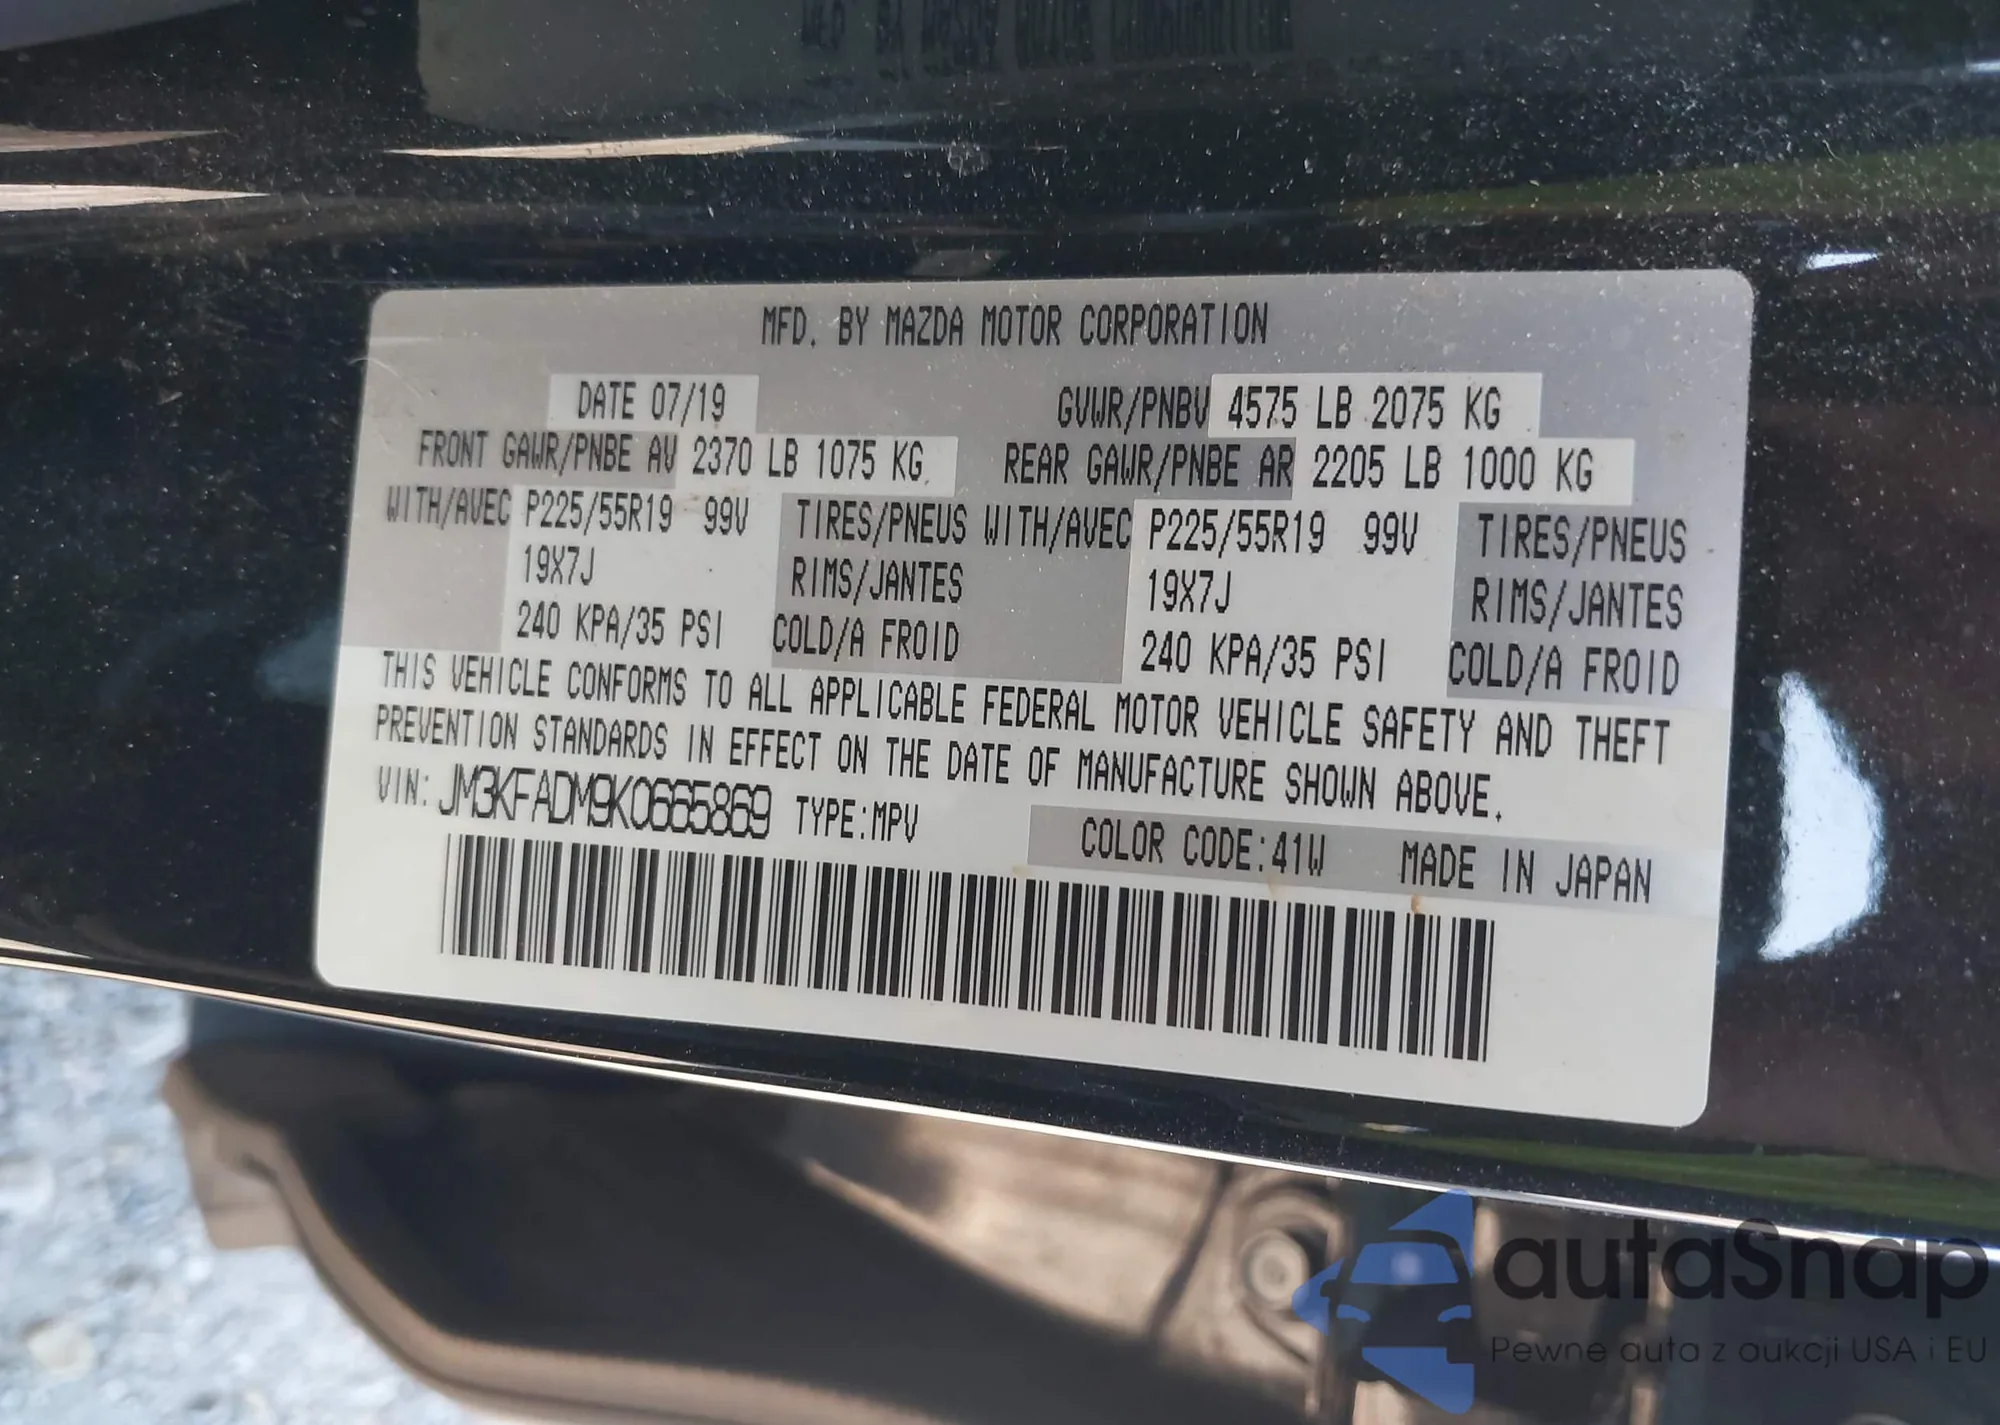 MFD. BY MAZDA MOTOR CORPORATION
DATE 07/19 GVWR/PNBV 4575 LB 2075 KG
FRONT GAWR/PNBE AV 2370 LB 1075 KG REAR GAWR/PNBE AR 2205 LB 1000 KG
WITH/AVEC P225/55R19 99V TIRES/PNEUS WITH/AVEC P225/55R19 99V TIRES/PNEUS
19X7J RIMS/JANTES 19X7J RIMS/JANTES
240 KPA/35 PSI COLD/A FROID 240 KPA/35 PSI COLD/A FROID
THIS VEHICLE CONFORMS TO ALL APPLICABLE FEDERAL MOTOR VEHICLE SAFETY AND THEFT
PREVENTION STANDARDS IN EFFECT ON THE DATE OF MANUFACTURE SHOWN ABOVE.
VIN: JM3KFADM9K0665869 TYPE:MPV COLOR CODE:41W MADE IN JAPAN
autaSnap
Pewne auta z aukcji USA i EU